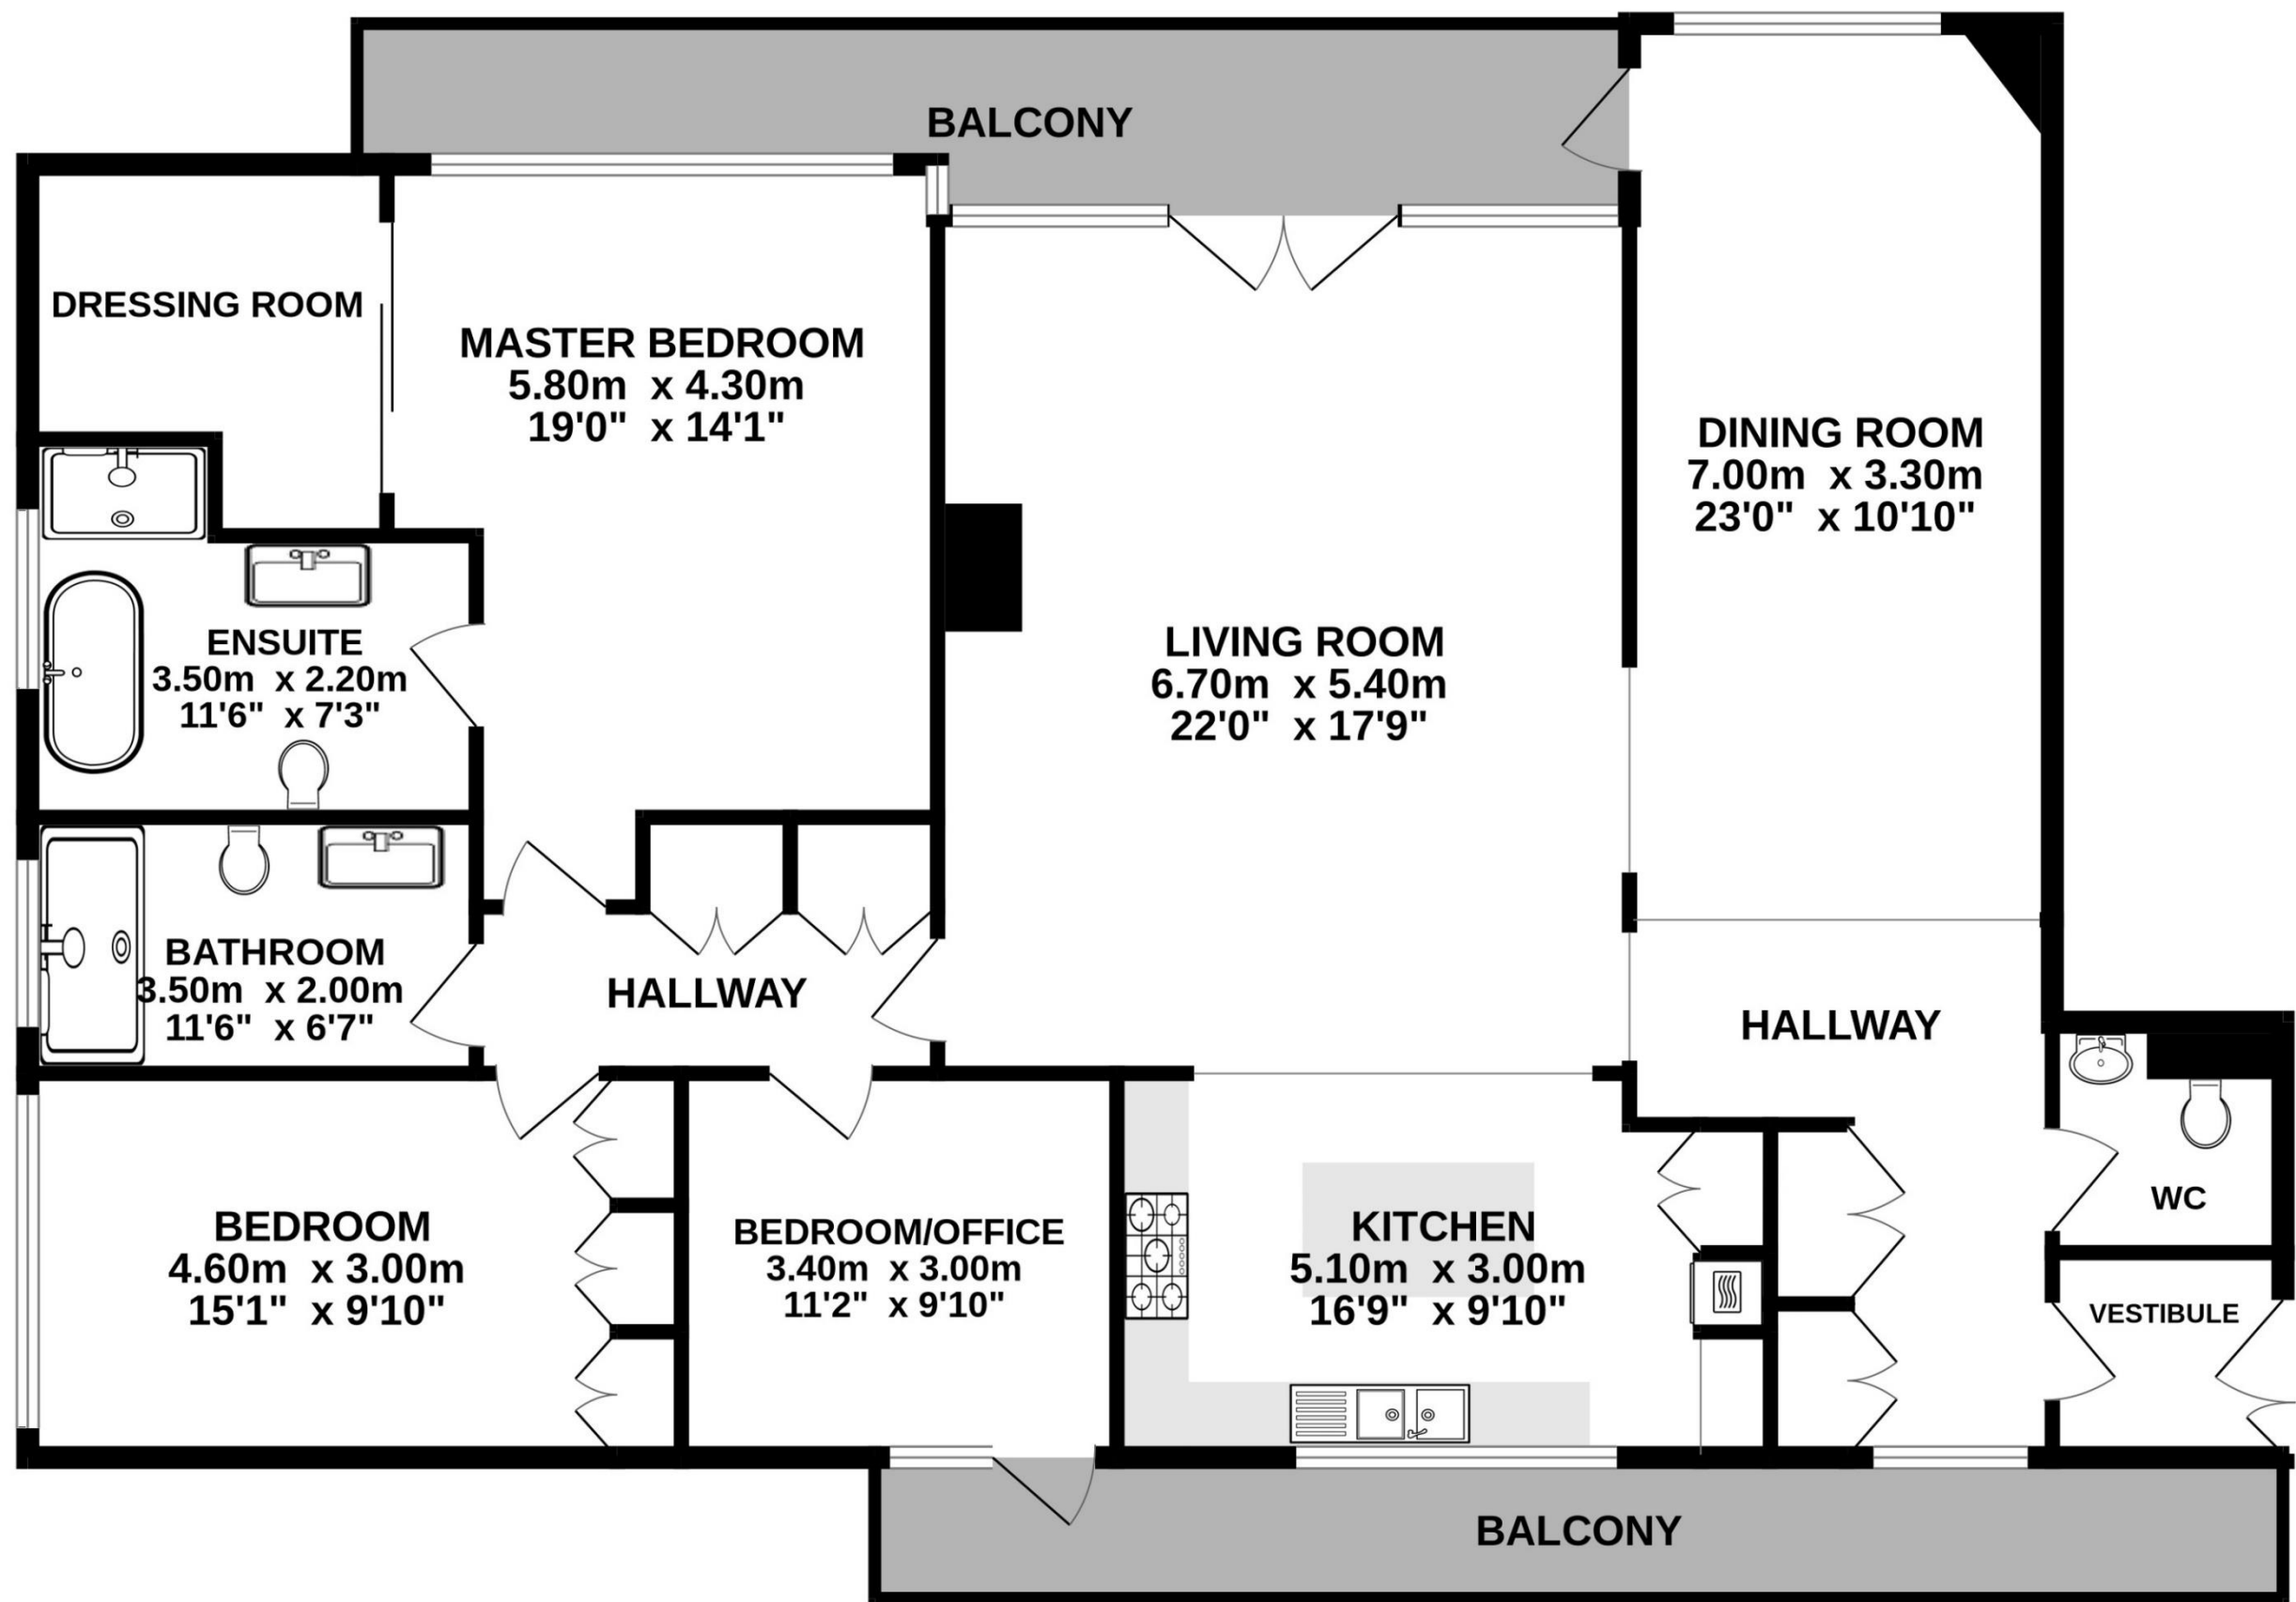 BALCONY
DRESSING ROOM
MASTER BEDROOM
5.80m x 4.30m
19'0" x 14'1"
DINING ROOM
7.00m x 3.30m
23'0" x 10'10"
ENSUITE
3.50m x 2.20m
11'6" x 7'3"
LIVING ROOM
6.70m x 5.40m
22'0" x 17'9"
BATHROOM
3.50m x 2.00m
11'6" x 6'7"
HALLWAY
HALLWAY
BEDROOM
4.60m x 3.00m
15'1" x 9'10"
BEDROOM/OFFICE
3.40m x 3.00m
11'2" x 9'10"
KITCHEN
5.10m x 3.00m
16'9" x 9'10"
WC
VESTIBULE
BALCONY